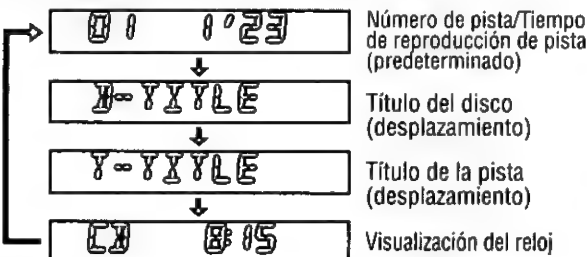 01 1'23
Número de pista/Tiempo
de reproducción de pista
(predeterminado)
D-TITLE
Título del disco
(desplazamiento)
T-TITLE
Título de la pista
(desplazamiento)
CD 8:15
Visualización del reloj